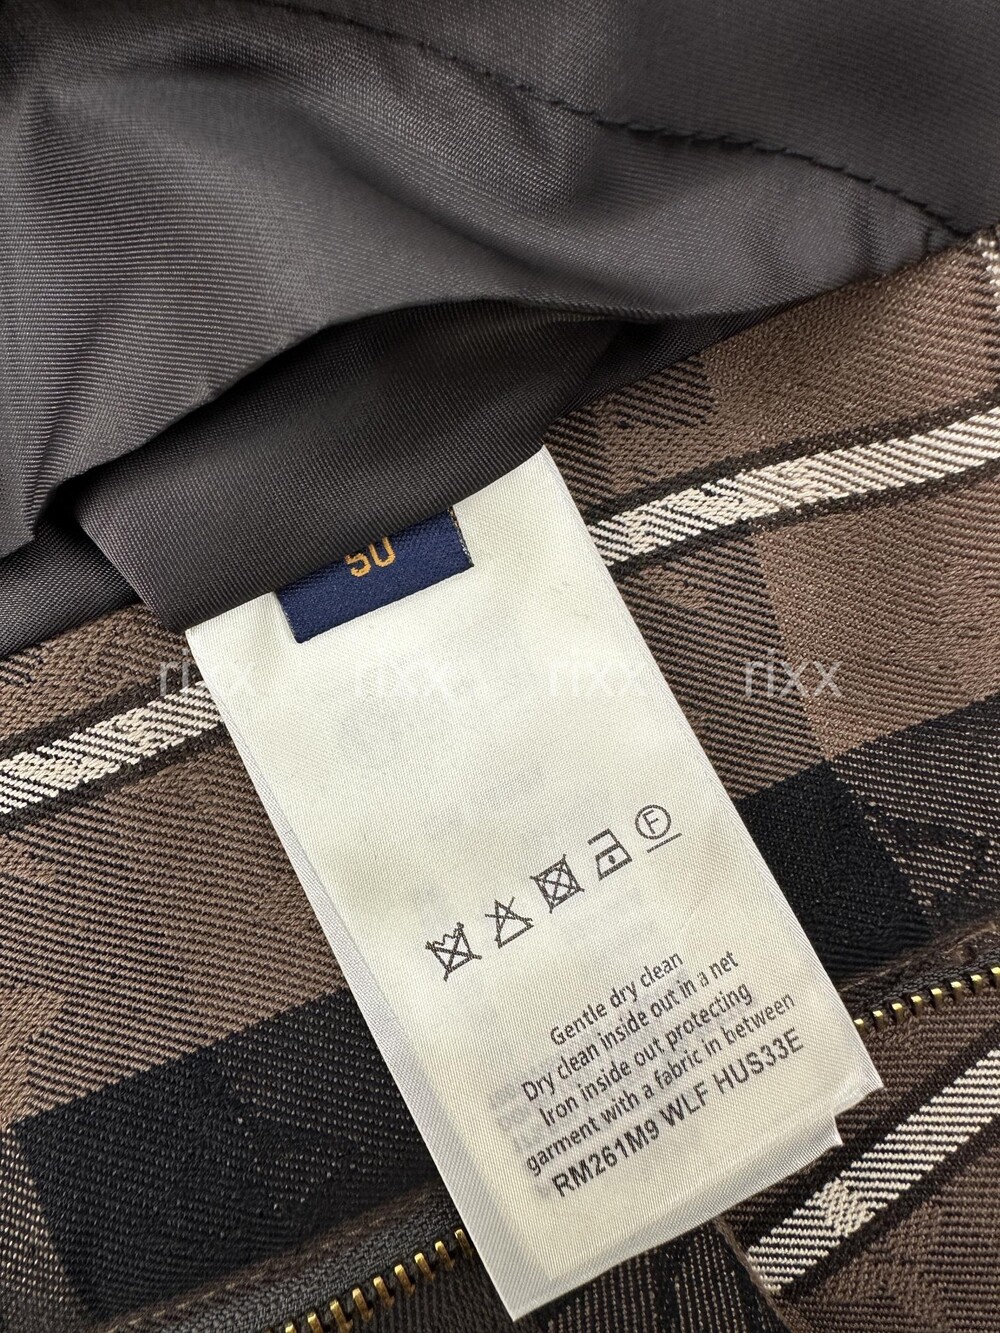 50
rixx rixx rixx rixx
F
Gentle dry clean
Dry clean inside out in a net
Iron inside out protecting
garment with a fabric in between
RM261M9 WLF HUS33E